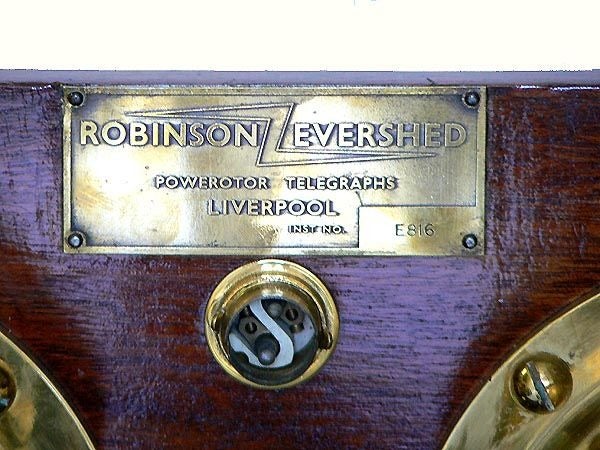 ROBINSON EVERSHED
POWEROTOR TELEGRAPHS
LIVERPOOL
INST. NO. E816